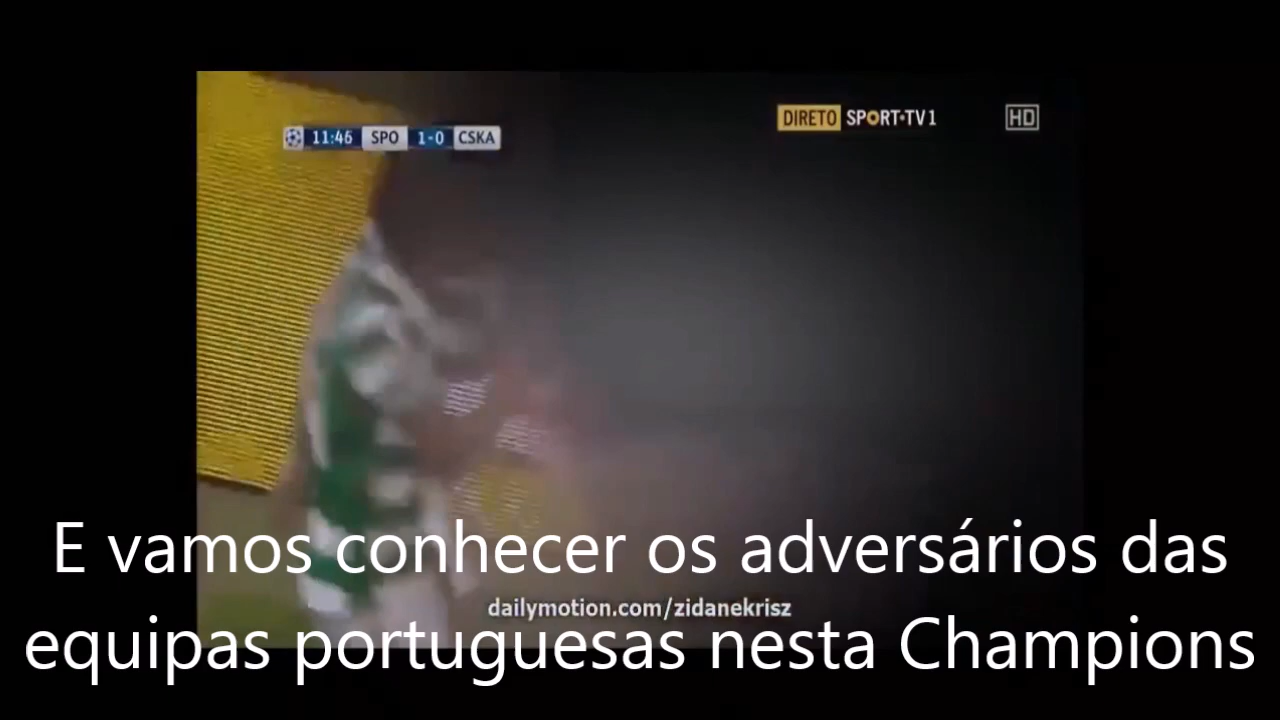 DIRETO SPORT•TV1 HD
11:46 SPO 1-0 CSKA
E vamos conhecer os adversários das
dailymotion.com/zidanekrisz
equipas portuguesas nesta Champions